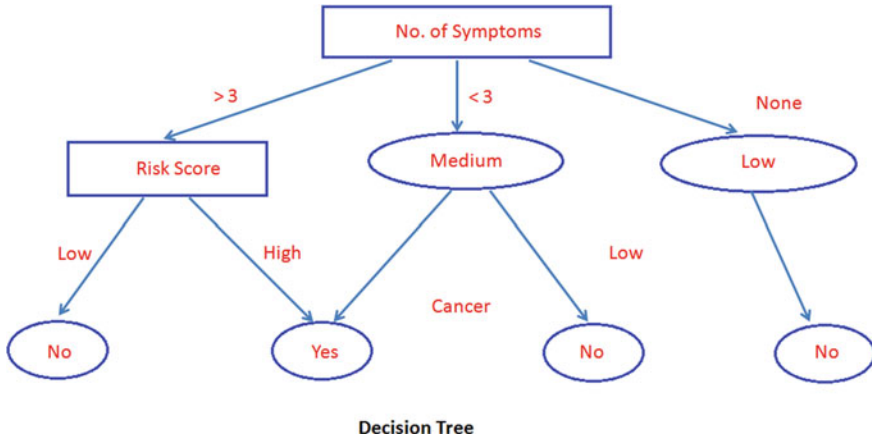 No. of Symptoms
> 3
< 3
None
Risk Score
Medium
Low
Low
High
Low
Cancer
No
Yes
No
No
Decision Tree